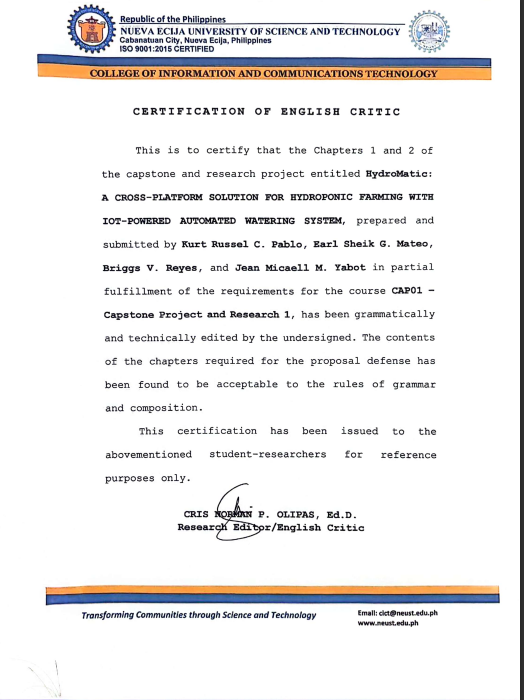 Republic of the Philippines
NUEVA ECIJA UNIVERSITY OF SCIENCE AND TECHNOLOGY
Cabanatuan City, Nueva Ecija, Philippines
ISO 9001:2015 CERTIFIED
COLLEGE OF INFORMATION AND COMMUNICATIONS TECHNOLOGY
CERTIFICATION OF ENGLISH CRITIC
This is to certify that the Chapters 1 and 2 of
the capstone and research project entitled HydroMatic:
A CROSS-PLATFORM SOLUTION FOR HYDROPONIC FARMING WITH
IOT-POWERED AUTOMATED WATERING SYSTEM, prepared and
submitted by Kurt Russel C. Pablo, Earl Sheik G. Mateo,
Briggs V. Reyes, and Jean Micaell M. Yabot in partial
fulfillment of the requirements for the course CAP01 –
Capstone Project and Research 1, has been grammatically
and technically edited by the undersigned. The contents
of the chapters required for the proposal defense has
been found to be acceptable to the rules of grammar
and composition.
This certification has been issued to the
abovementioned student-researchers for reference
purposes only.
CRIS NORMAN P. OLIPAS, Ed.D.
Research Editor/English Critic
Transforming Communities through Science and Technology
Email: cict@neust.edu.ph
www.neust.edu.ph